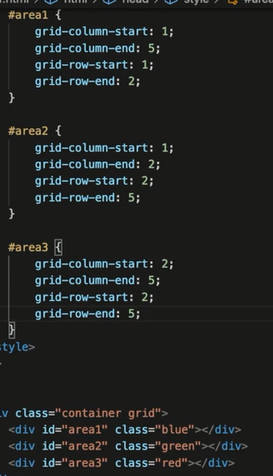 html head style
#area1 {
grid-column-start: 1;
grid-column-end: 5;
grid-row-start: 1;
grid-row-end: 2;
}
#area2 {
grid-column-start: 1;
grid-column-end: 2;
grid-row-start: 2;
grid-row-end: 5;
}
#area3 {
grid-column-start: 2;
grid-column-end: 5;
grid-row-start: 2;
grid-row-end: 5;
}
style>
class="container grid">
<div id="area1" class="blue"></div>
<div id="area2" class="green"></div>
<div id="area3" class="red"></div>